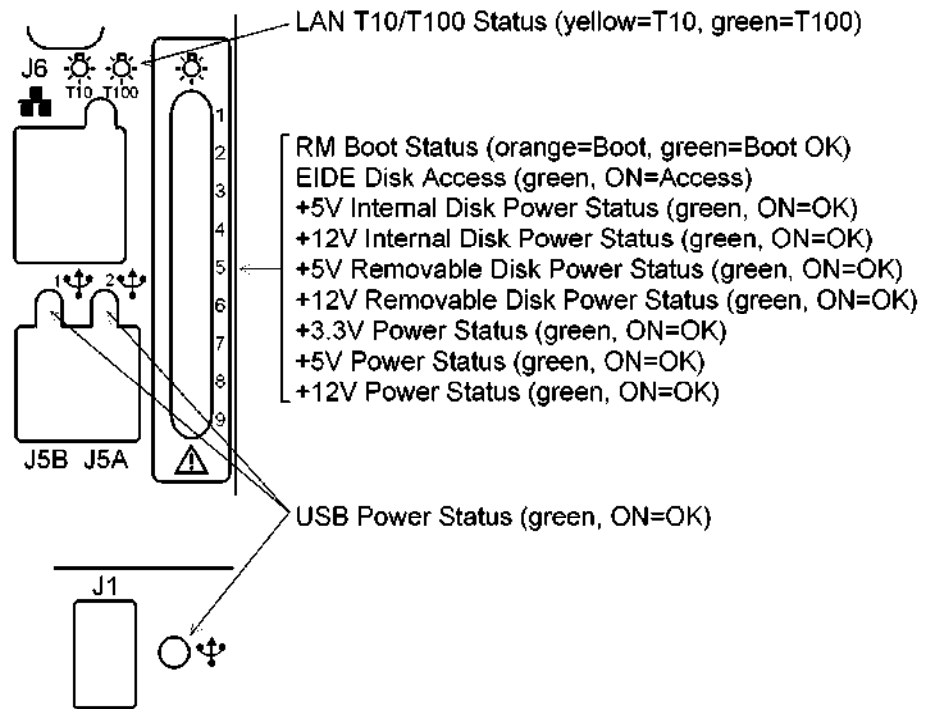 LAN T10/T100 Status (yellow=T10, green=T100)
J6
T10 T100
1
2
3
4
5
6
7
8
9
RM Boot Status (orange=Boot, green=Boot OK)
EIDE Disk Access (green, ON=Access)
+5V Internal Disk Power Status (green, ON=OK)
+12V Internal Disk Power Status (green, ON=OK)
+5V Removable Disk Power Status (green, ON=OK)
+12V Removable Disk Power Status (green, ON=OK)
+3.3V Power Status (green, ON=OK)
+5V Power Status (green, ON=OK)
+12V Power Status (green, ON=OK)
1 2
J5B J5A
USB Power Status (green, ON=OK)
J1